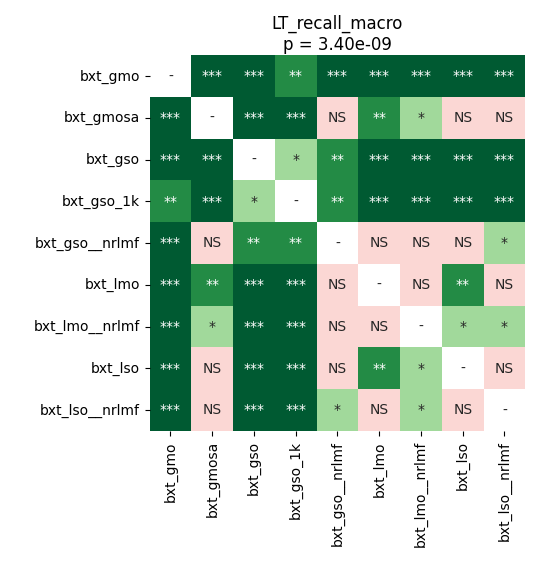 LT_recall_macro
p = 3.40e-09
bxt_gmo - *** *** ** *** *** *** *** ***
bxt_gmosa *** - *** *** NS ** * NS NS
bxt_gso *** *** - * ** *** *** *** ***
bxt_gso_1k ** *** * - ** *** *** *** ***
bxt_gso__nrlmf *** NS ** ** - NS NS NS *
bxt_lmo *** ** *** *** NS - NS ** NS
bxt_lmo__nrlmf *** * *** *** NS NS - * *
bxt_lso *** NS *** *** NS ** * - NS
bxt_lso__nrlmf *** NS *** *** * NS * NS -
bxt_gmo
bxt_gmosa
bxt_gso
bxt_gso_1k
bxt_gso__nrlmf
bxt_lmo
bxt_lmo__nrlmf
bxt_lso
bxt_lso__nrlmf